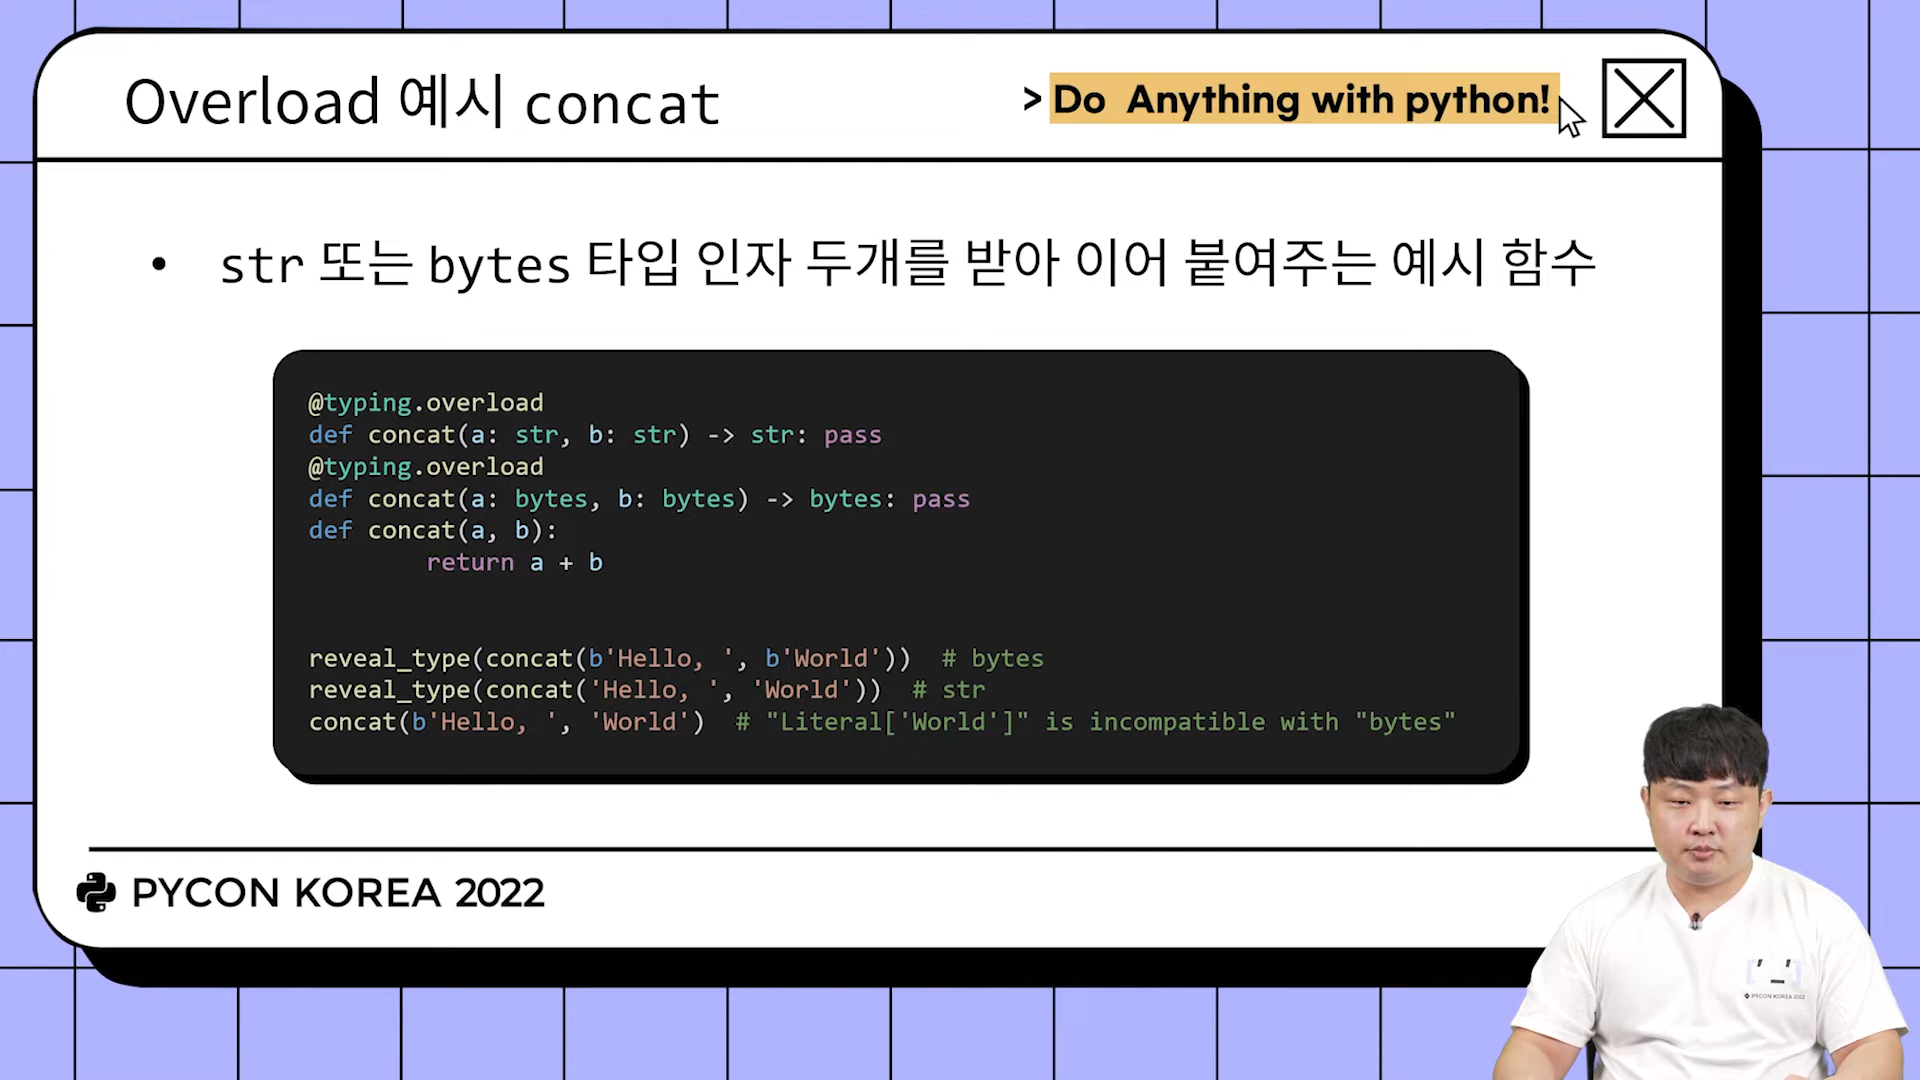 Overload 예시 concat
> Do Anything with python!
• str 또는 bytes 타입 인자 두개를 받아 이어 붙여주는 예시 함수
@typing.overload
def concat(a: str, b: str) -> str: pass
@typing.overload
def concat(a: bytes, b: bytes) -> bytes: pass
def concat(a, b):
        return a + b
reveal_type(concat(b'Hello, ', b'World'))  # bytes
reveal_type(concat('Hello, ', 'World'))  # str
concat(b'Hello, ', 'World')  # "Literal['World']" is incompatible with "bytes"
PYCON KOREA 2022
['_']
PYCON KOREA 2022